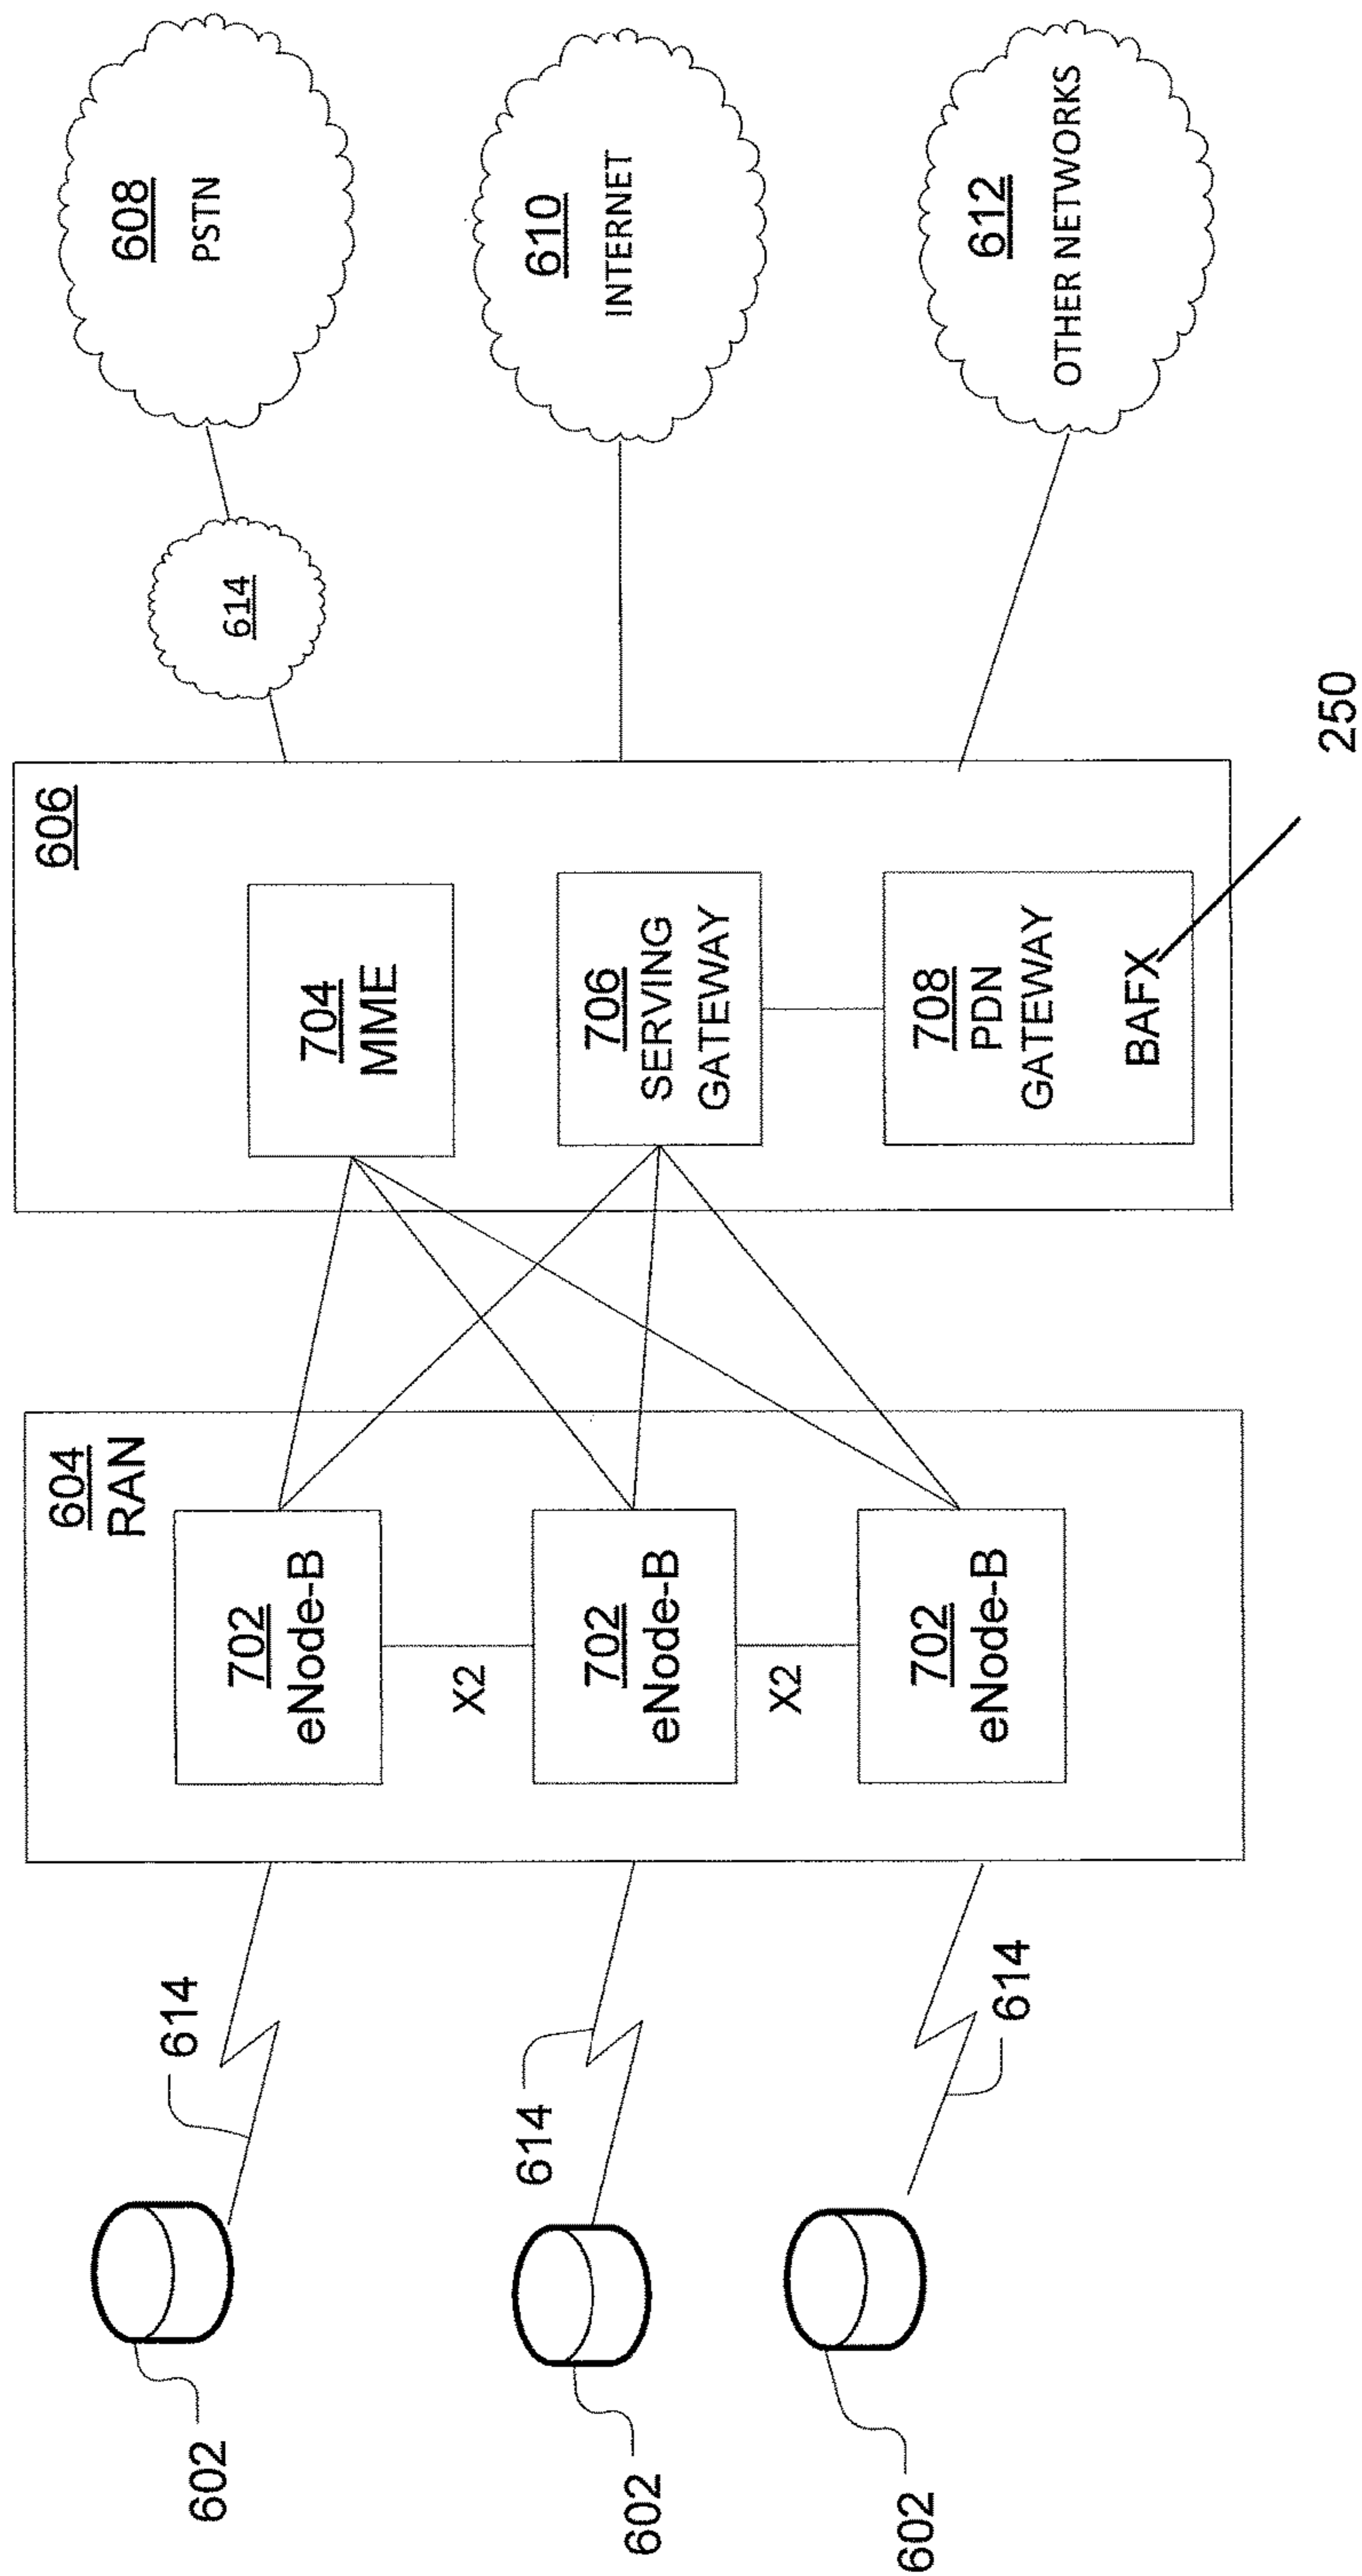 602
602
602
614
614
614
604
RAN
702
eNode-B
X2
702
eNode-B
X2
702
eNode-B
606
704
MME
706
SERVING
GATEWAY
708
PDN
GATEWAY
BAFX
250
614
608
PSTN
610
INTERNET
612
OTHER NETWORKS